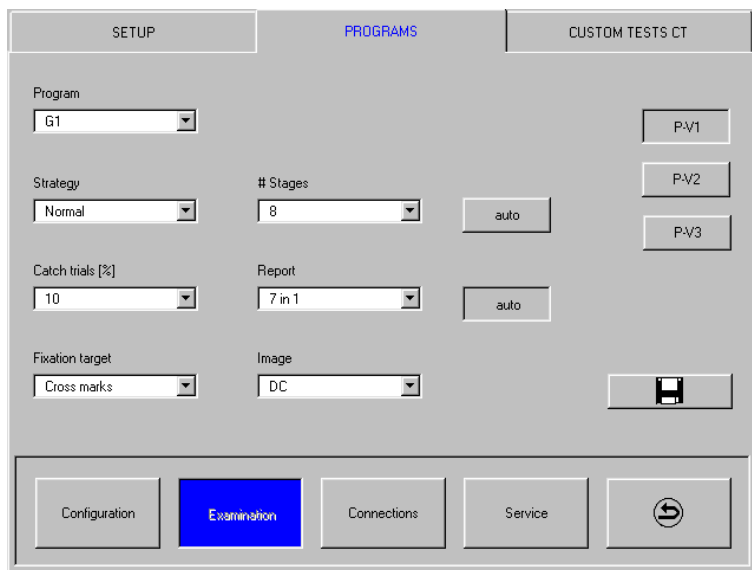 SETUP
PROGRAMS
CUSTOM TESTS CT
Program
G1
P-V1
P-V2
P-V3
Strategy
Normal
# Stages
8
auto
Catch trials [%]
10
Report
7 in 1
auto
Fixation target
Cross marks
Image
DC
Configuration
Examination
Connections
Service